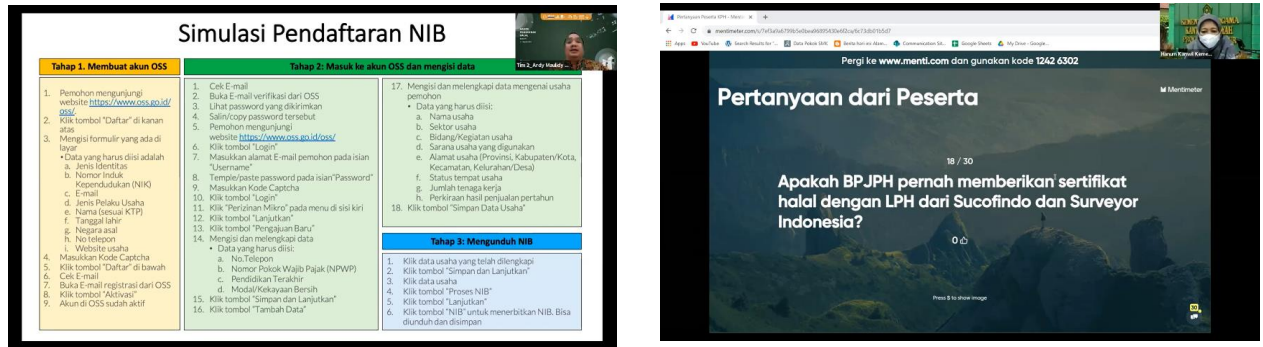 Simulasi Pendaftaran NIB
Tim 2_Ardy Maulidy
Tahap 1. Membuat akun OSS
1. Pemohon mengunjungi
website https://www.oss.go.id/
oss/.
2. Klik tombol "Daftar" di kanan
atas
3. Mengisi formulir yang ada di
layar
•Data yang harus diisi adalah
a. Jenis Identitas
b. Nomor Induk
Kependudukan (NIK)
c. E-mail
d. Jenis Pelaku Usaha
e. Nama (sesuai KTP)
f. Tanggal lahir
g. Negara asal
h. No telepon
i. Website usaha
4. Masukkan Kode Captcha
5. Klik tombol "Daftar" di bawah
6. Cek E-mail
7. Buka E-mail registrasi dari OSS
8. Klik tombol "Aktivasi"
9. Akun di OSS sudah aktif
Tahap 2: Masuk ke akun OSS dan mengisi data
1. Cek E-mail
2. Buka E-mail verifikasi dari OSS
3. Lihat password yang dikirimkan
4. Salin/copy password tersebut
5. Pemohon mengunjungi
website https://www.oss.go.id/oss/
6. Klik tombol "Login"
7. Masukkan alamat E-mail pemohon pada isian
"Username"
8. Temple/paste password pada isian"Password"
9. Masukkan Kode Captcha
10. Klik tombol "Login"
11. Klik "Perizinan Mikro" pada menu di sisi kiri
12. Klik tombol "Lanjutkan"
13. Klik tombol "Pengajuan Baru"
14. Mengisi dan melengkapi data
• Data yang harus diisi:
a. No.Telepon
b. Nomor Pokok Wajib Pajak (NPWP)
c. Pendidikan Terakhir
d. Modal/Kekayaan Bersih
15. Klik tombol "Simpan dan Lanjutkan"
16. Klik tombol "Tambah Data"
17. Mengisi dan melengkapi data mengenai usaha
pemohon
• Data yang harus diisi:
a. Nama usaha
b. Sektor usaha
c. Bidang/Kegiatan usaha
d. Sarana usaha yang digunakan
e. Alamat usaha (Provinsi, Kabupaten/Kota,
Kecamatan, Kelurahan/Desa)
f. Status tempat usaha
g. Jumlah tenaga kerja
h. Perkiraan hasil penjualan pertahun
18. Klik tombol "Simpan Data Usaha"
Tahap 3: Mengunduh NIB
1. Klik data usaha yang telah dilengkapi
2. Klik tombol "Simpan dan Lanjutkan"
3. Klik data usaha
4. Klik tombol "Proses NIB"
5. Klik tombol "Lanjutkan"
6. Klik tombol "NIB" untuk menerbitkan NIB. Bisa
diunduh dan disimpan
Pertanyaan Peserta KPH - Mentim
Apps YouTube Data Pokok SMK Google Sheets My Drive - Google...
Pergi ke www.menti.com dan gunakan kode 1242 6302
Pertanyaan dari Peserta
Mentimeter
18 / 30
Apakah BPJPH pernah memberikan sertifikat
halal dengan LPH dari Sucofindo dan Surveyor
Indonesia?
0
Press S to show image
30